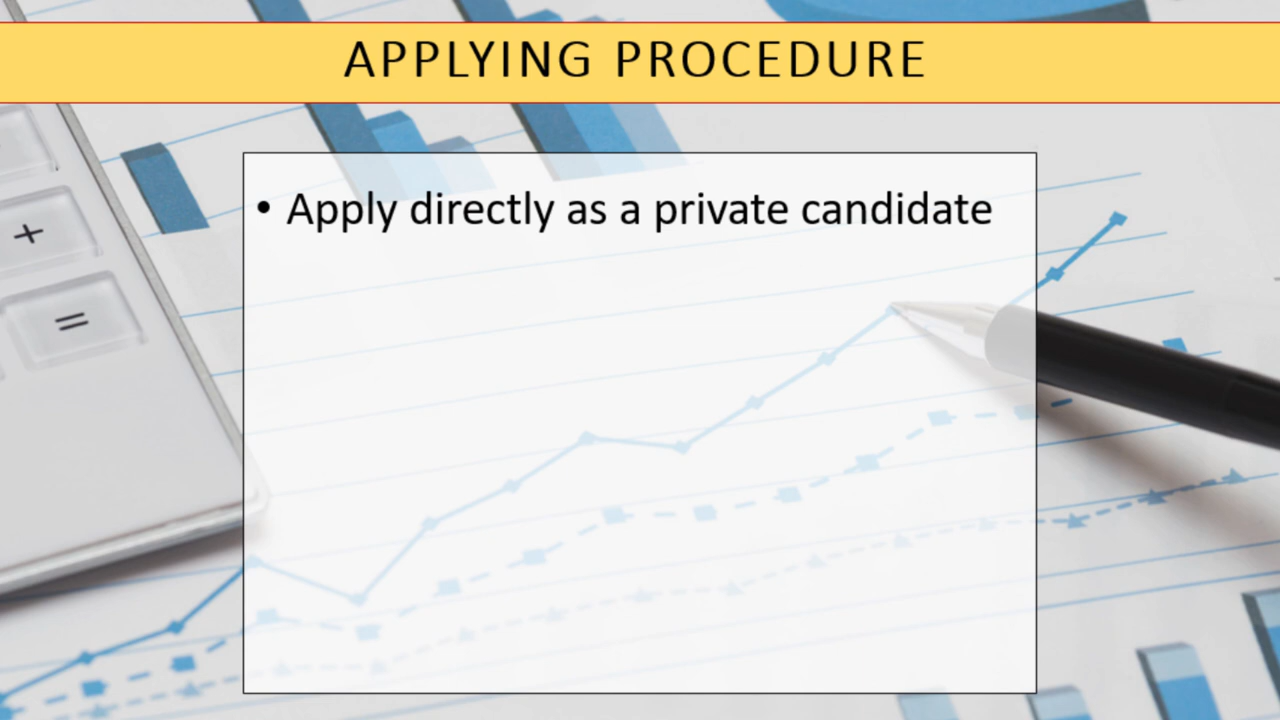 APPLYING PROCEDURE
• Apply directly as a private candidate
+
=